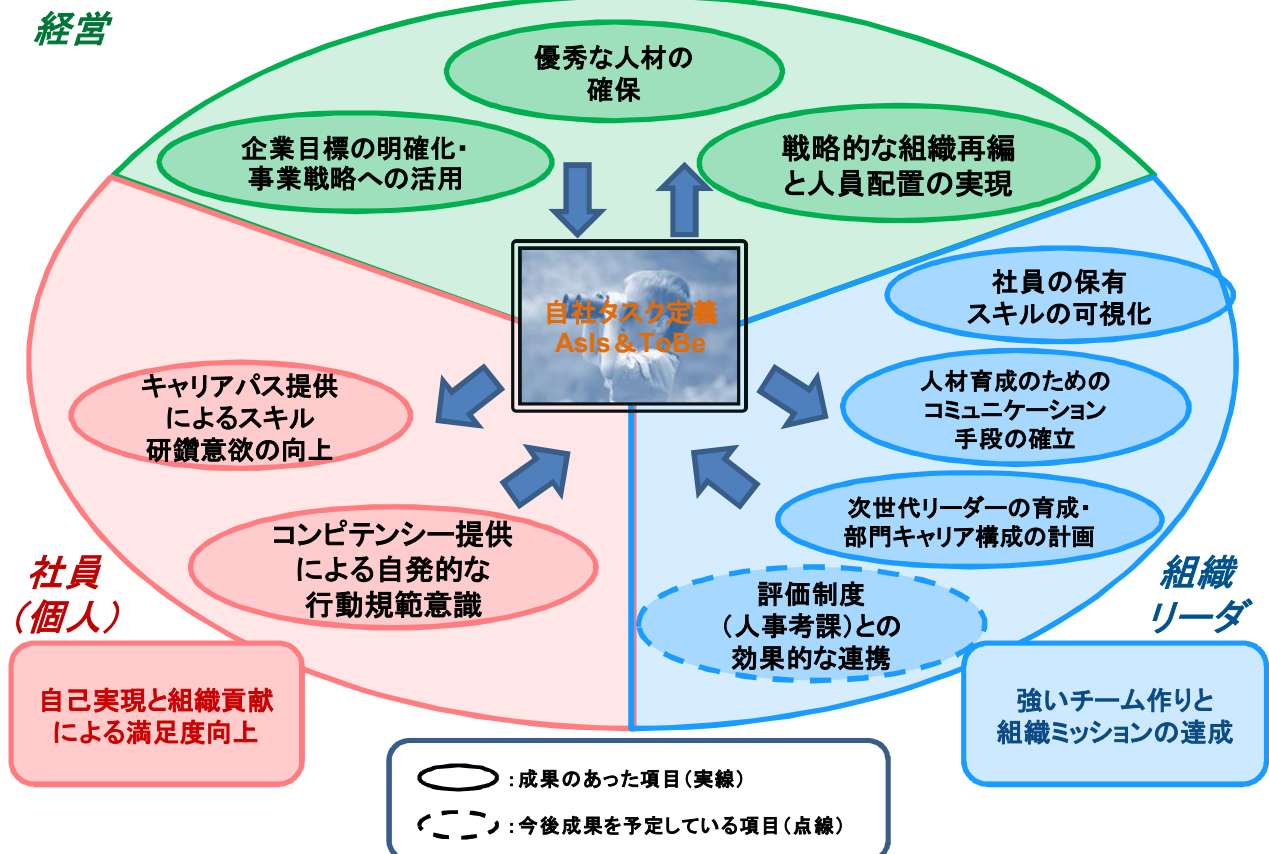 経営
優秀な人材の
確保
企業目標の明確化・
事業戦略への活用
戦略的な組織再編
と人員配置の実現
自社タスク定義
AsIs＆ToBe
社員の保有
スキルの可視化
キャリアパス提供
によるスキル
研鑽意欲の向上
人材育成のための
コミュニケーション
手段の確立
コンピテンシー提供
による自発的な
行動規範意識
次世代リーダーの育成・
部門キャリア構成の計画
評価制度
（人事考課）との
効果的な連携
社員
（個人）
組織
リーダ
自己実現と組織貢献
による満足度向上
強いチーム作りと
組織ミッションの達成
：成果のあった項目（実線）
：今後成果を予定している項目（点線）